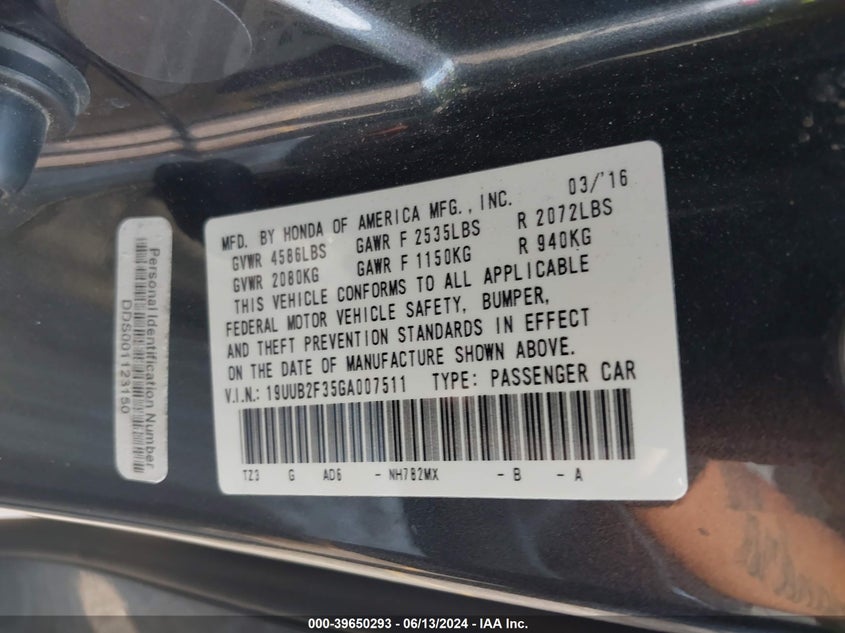 MFD. BY HONDA OF AMERICA MFG., INC. 03/'16
GVWR 4586LBS GAWR F 2535LBS R 2072LBS
GVWR 2080KG GAWR F 1150KG R 940KG
THIS VEHICLE CONFORMS TO ALL APPLICABLE
FEDERAL MOTOR VEHICLE SAFETY, BUMPER,
AND THEFT PREVENTION STANDARDS IN EFFECT
ON THE DATE OF MANUFACTURE SHOWN ABOVE.
V.I.N.: 19UUB2F35GA007511 TYPE: PASSENGER CAR
TZ3 G AD6 - NH782MX - B - A
Personal Identification Number
DDS001123150
000-39650293 - 06/13/2024 - IAA Inc.